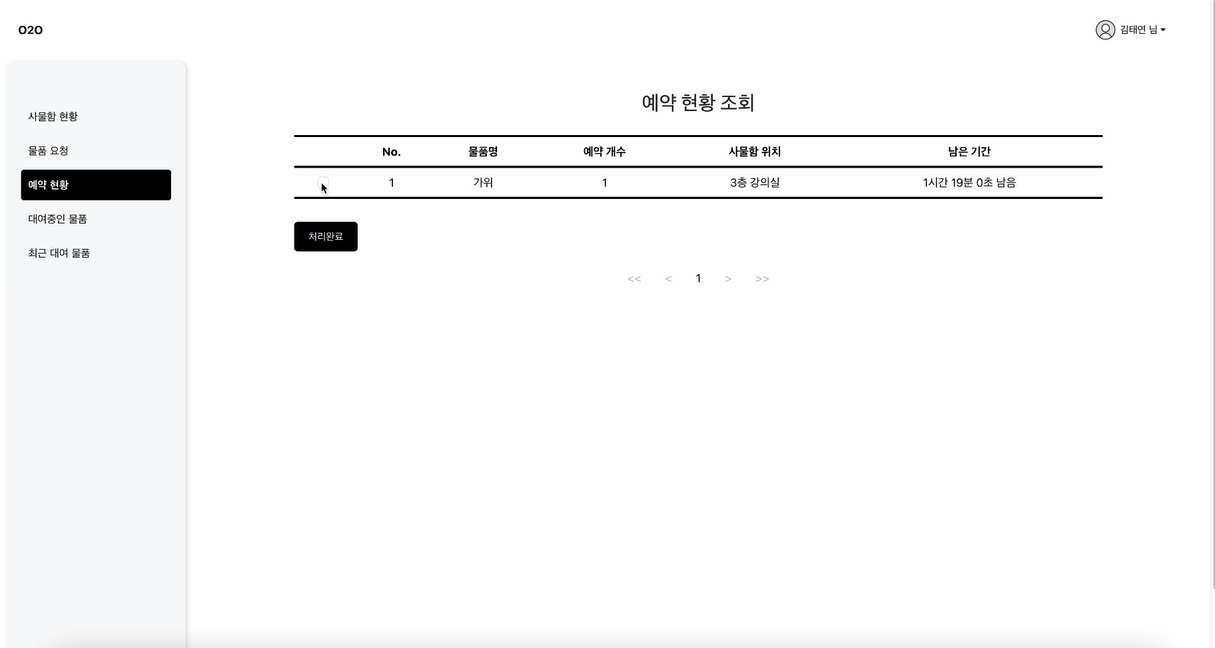 O2O
김태연 님
사물함 현황
물품 요청
예약 현황
대여중인 물품
최근 대여 물품
예약 현황 조회
No. 물품명 예약 개수 사물함 위치 남은 기간
1 가위 1 3층 강의실 1시간 19분 0초 남음
처리완료
<< < 1 > >>